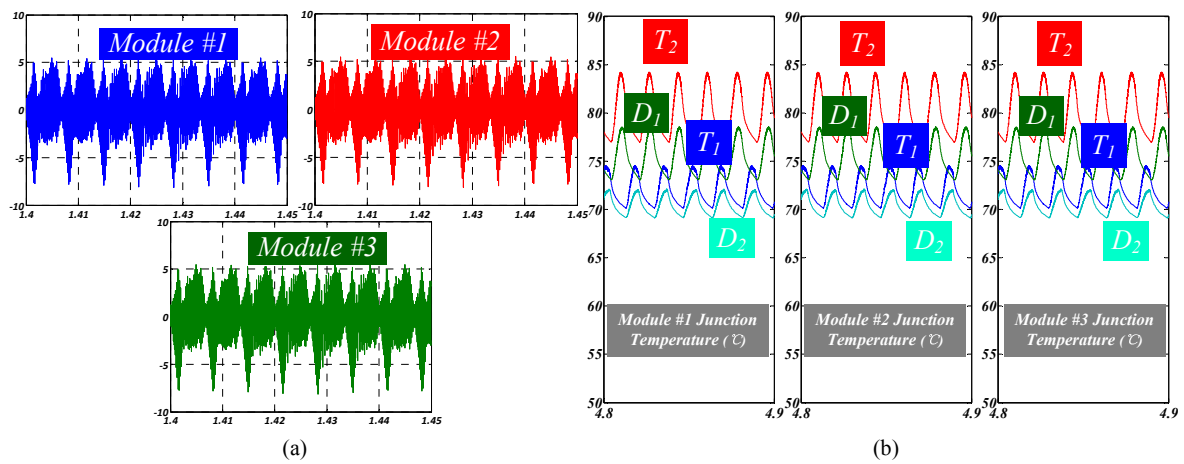 Module #1
10
5
0
-5
-10
1.4
1.41
1.42
1.43
1.44
1.45
Module #2
10
5
0
-5
-10
1.4
1.41
1.42
1.43
1.44
1.45
Module #3
10
5
0
-5
-10
1.4
1.41
1.42
1.43
1.44
1.45
(a)
90
85
80
75
70
65
60
55
50
4.8
4.9
T2
D1
T1
D2
Module #1 Junction
Temperature (℃)
90
85
80
75
70
65
60
55
50
4.8
4.9
T2
D1
T1
D2
Module #2 Junction
Temperature (℃)
90
85
80
75
70
65
60
55
50
4.8
4.9
T2
D1
T1
D2
Module #3 Junction
Temperature (℃)
(b)